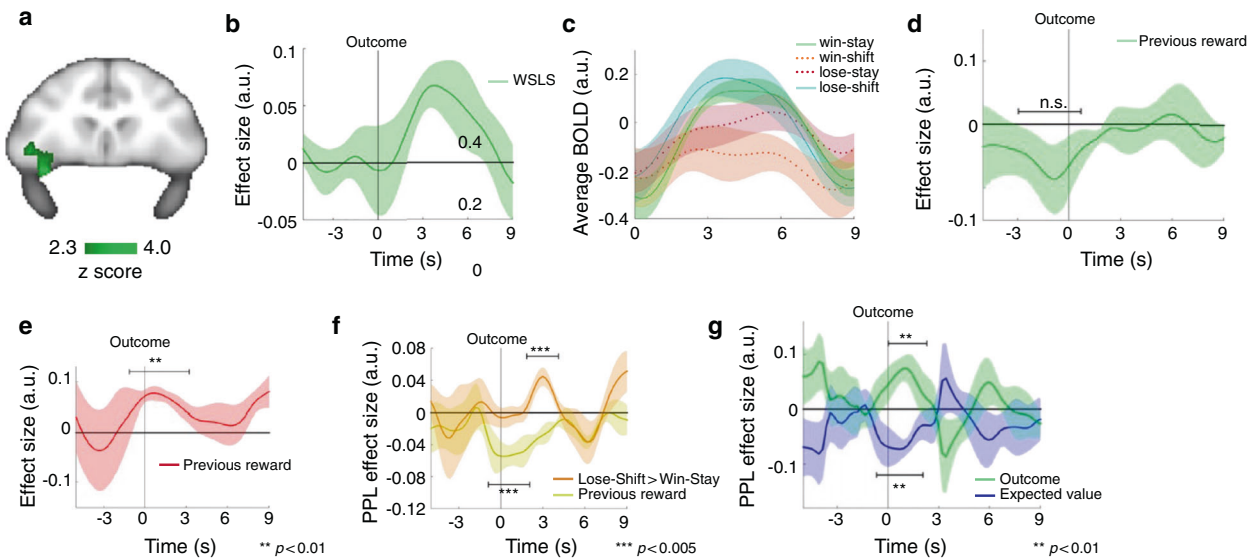 a
2.3 4.0
z score
b
Outcome
0.1
0.05
0
-0.05
Effect size (a.u.)
WSLS
0.4
0.2
0
-3 0 3 6 9
Time (s)
c
win-stay
win-shift
lose-stay
lose-shift
0.2
0
-0.2
-0.4
Average BOLD (a.u.)
0 3 6 9
Time (s)
d
Outcome
Previous reward
0.1
0
-0.1
Effect size (a.u.)
n.s.
-3 0 3 6 9
Time (s)
e
Outcome
**
0.1
0
-0.1
Effect size (a.u.)
Previous reward
-3 0 3 6 9
Time (s)
** p<0.01
f
Outcome
***
0.08
0.04
0
-0.04
-0.08
-0.12
PPL effect size (a.u.)
Lose-Shift>Win-Stay
Previous reward
***
-3 0 3 6 9
Time (s)
*** p<0.005
g
Outcome
**
0.1
0
-0.1
PPL effect size (a.u.)
Outcome
Expected value
**
-3 0 3 6 9
Time (s)
** p<0.01